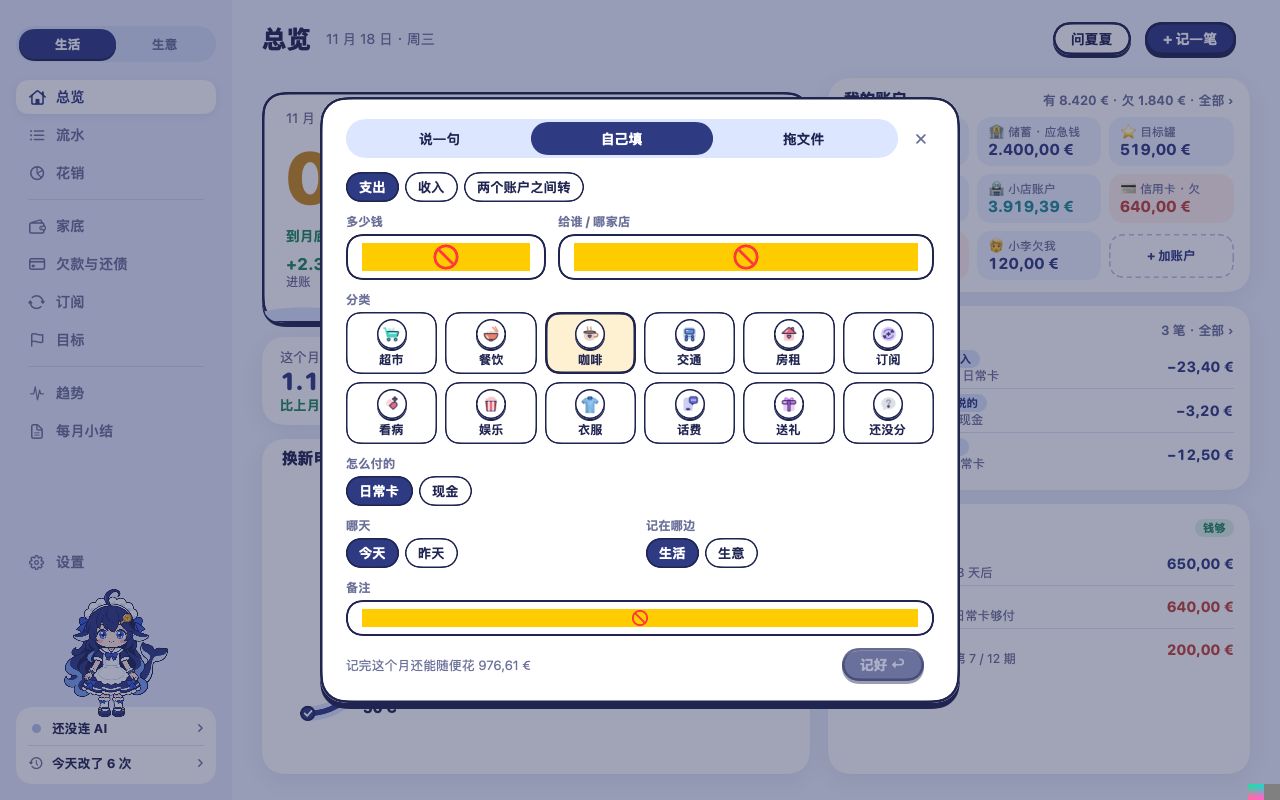 生活 生意
总览
流水
花销
家底
欠款与还债
订阅
目标
趋势
每月小结
设置
还没连 AI
今天改了 6 次
总览 11 月 18 日 · 周三
问夏夏 + 记一笔
11 月
0
到月底
+2.3
进账
这个月
1.1
比上月
换新
说一句 自己填 拖文件 ×
支出 收入 两个账户之间转
多少钱 给谁 / 哪家店
分类
超市 餐饮 咖啡 交通 房租 订阅
看病 娱乐 衣服 话费 送礼 还没分
怎么付的
日常卡 现金
哪天 记在哪边
今天 昨天 生活 生意
备注
记完这个月还能随便花 976,61 €
记好
我的账户 有 8.420 € · 欠 1.840 € · 全部 ›
储蓄 · 应急钱 目标罐
2.400,00 € 519,00 €
小店账户 信用卡 · 欠
3.919,39 € 640,00 €
小李欠我
120,00 € + 加账户
3 笔 · 全部 ›
入
日常卡 −23,40 €
说的
现金 −3,20 €
常卡 −12,50 €
钱够
天后 650,00 €
日常卡够付 640,00 €
第 7 / 12 期 200,00 €